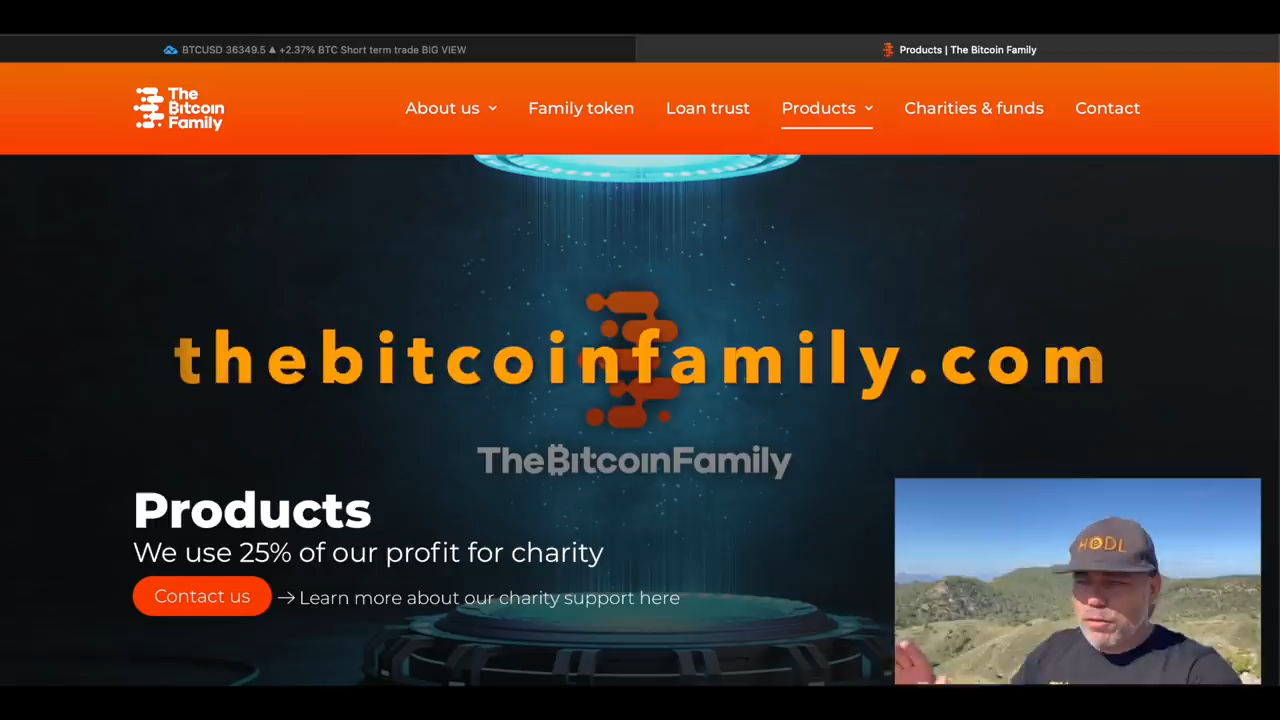 BTCUSD 36349.5 ▲ +2.37% BTC Short term trade BIG VIEW
Products | The Bitcoin Family
The
Bitcoin
Family
About us
Family token
Loan trust
Products
Charities & funds
Contact
thebitcoinfamily.com
TheBitcoinFamily
Products
We use 25% of our profit for charity
Contact us
→ Learn more about our charity support here
HODL